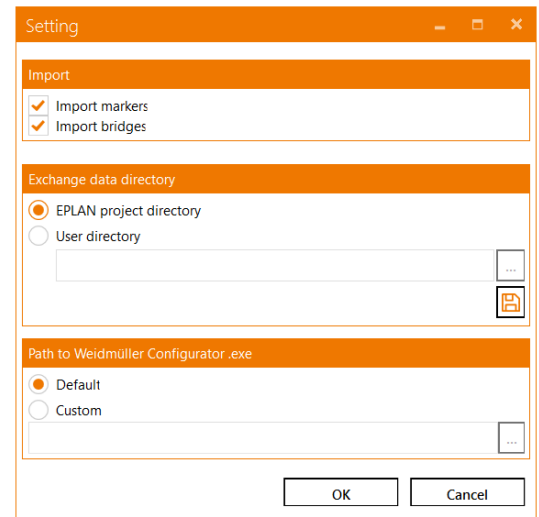 Setting
Import
Import markers
Import bridges
Exchange data directory
EPLAN project directory
User directory
...
Path to Weidmüller Configurator .exe
Default
Custom
...
OK
Cancel